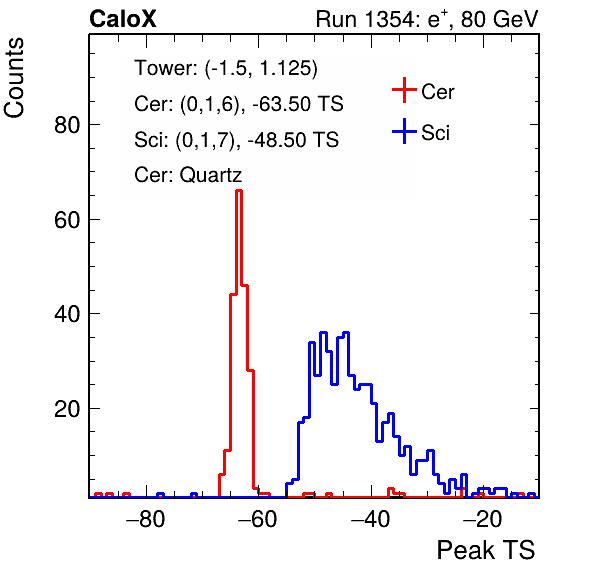 CaloX Run 1354: e⁺, 80 GeV
Counts
Tower: (-1.5, 1.125)
Cer: (0,1,6), -63.50 TS
Sci: (0,1,7), -48.50 TS
Cer: Quartz
Cer
Sci
80
60
40
20
−80 −60 −40 −20
Peak TS